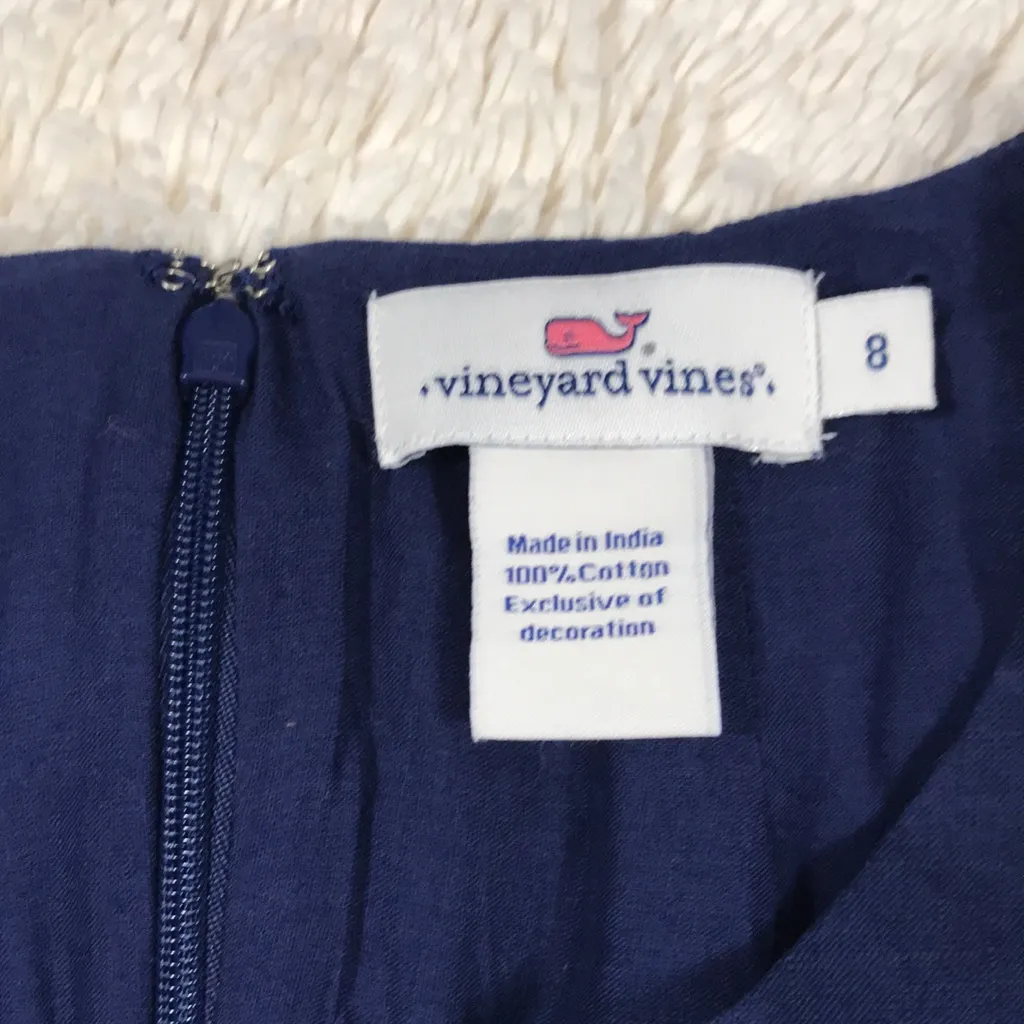 vineyard vines®
8
Made in India
100% Cotton
Exclusive of
decoration